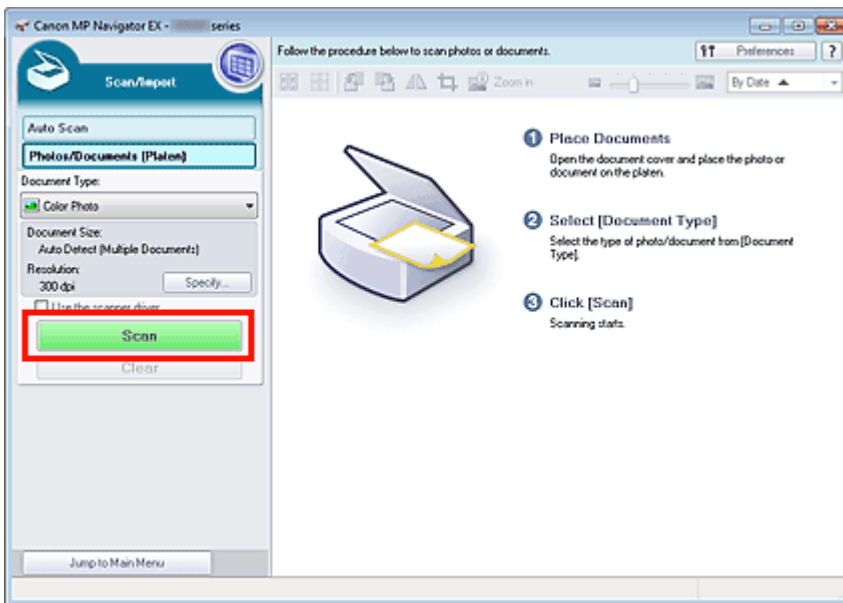 Canon MP Navigator EX - series
Scan/Import
Follow the procedure below to scan photos or documents.
Preferences
?
Zoom in
By Date
Auto Scan
Photos/Documents (Platen)
Document Type:
Color Photo
Document Size:
Auto Detect (Multiple Documents)
Resolution:
300 dpi
Specify...
Use the scanner driver
Scan
Clear
1 Place Documents
Open the document cover and place the photo or
document on the platen.
2 Select [Document Type]
Select the type of photo/document from [Document
Type].
3 Click [Scan]
Scanning starts.
Jump to Main Menu